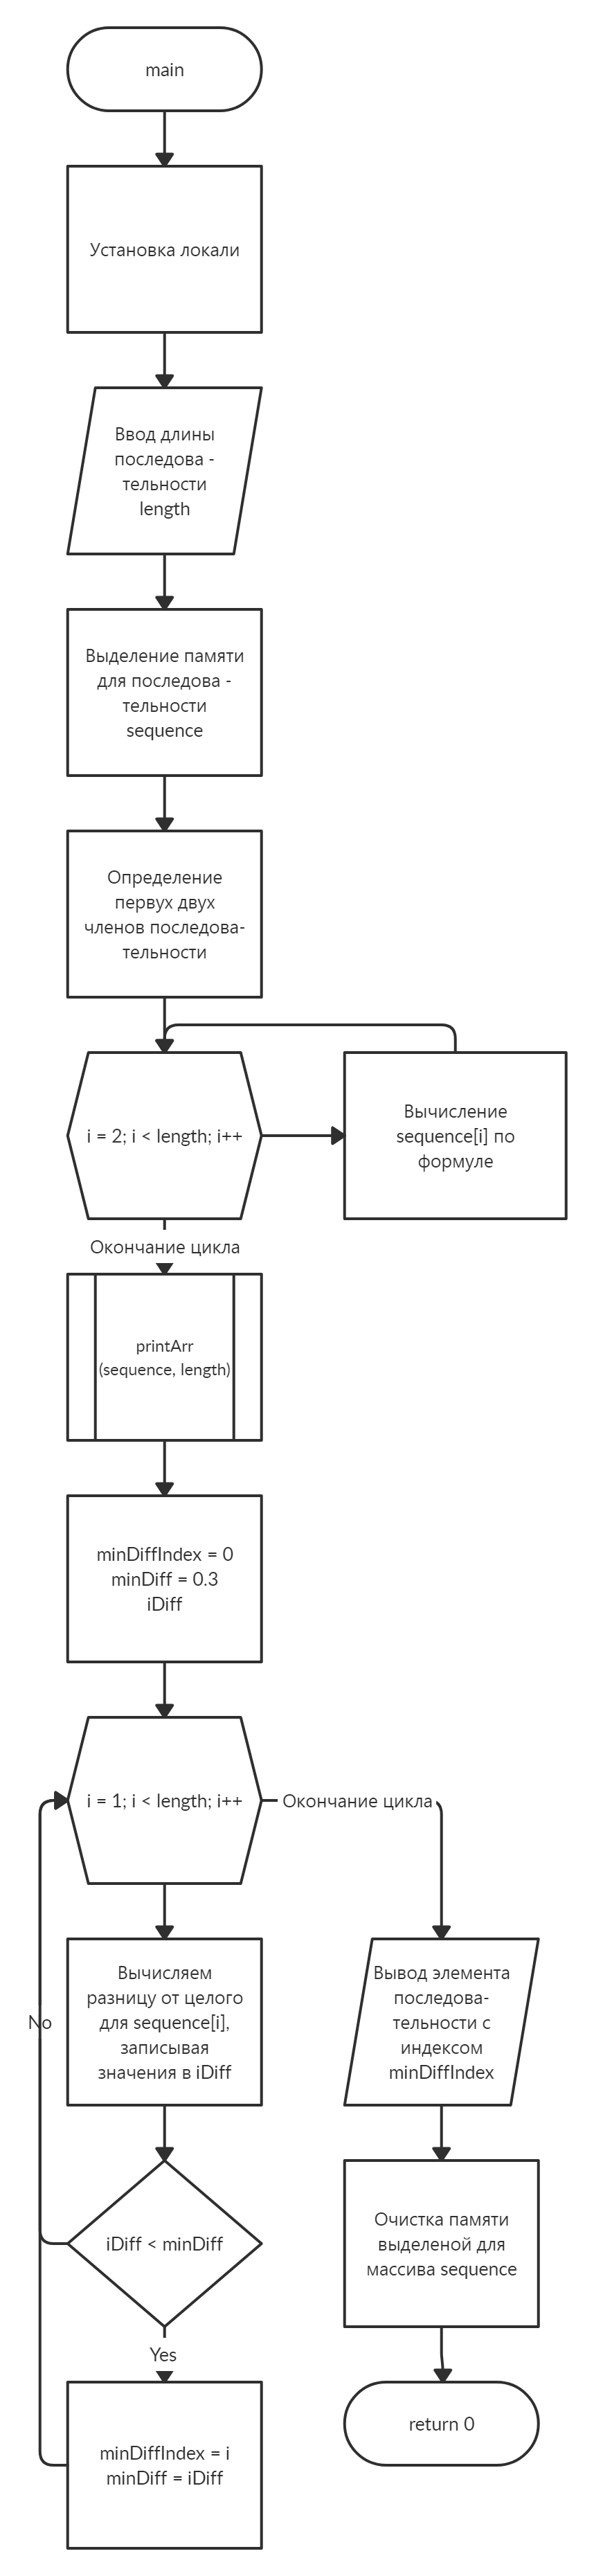 main
Установка локали
Ввод длины
последова -
тельности
length
Выделение памяти
для последова -
тельности
sequence
Определение
первух двух
членов последова-
тельности
i = 2; i < length; i++
Вычисление
sequence[i] по
формуле
Окончание цикла
printArr
(sequence, length)
minDiffIndex = 0
minDiff = 0.3
iDiff
i = 1; i < length; i++
Окончание цикла
Вычисляем
разницу от целого
для sequence[i],
записывая
значения в iDiff
No
Вывод элемента
последова-
тельности с
индексом
minDiffIndex
iDiff < minDiff
Очистка памяти
выделеной для
массива sequence
Yes
return 0
minDiffIndex = i
minDiff = iDiff